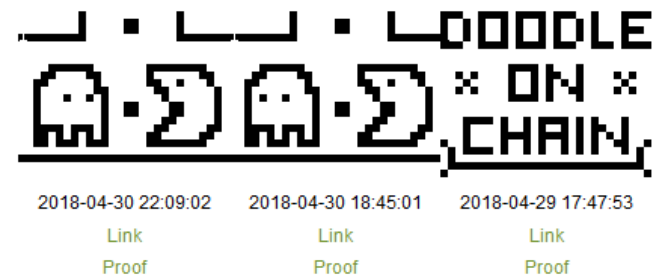 DOODLE
× ON ×
CHAIN
2018-04-30 22:09:02 2018-04-30 18:45:01 2018-04-29 17:47:53
Link Link Link
Proof Proof Proof